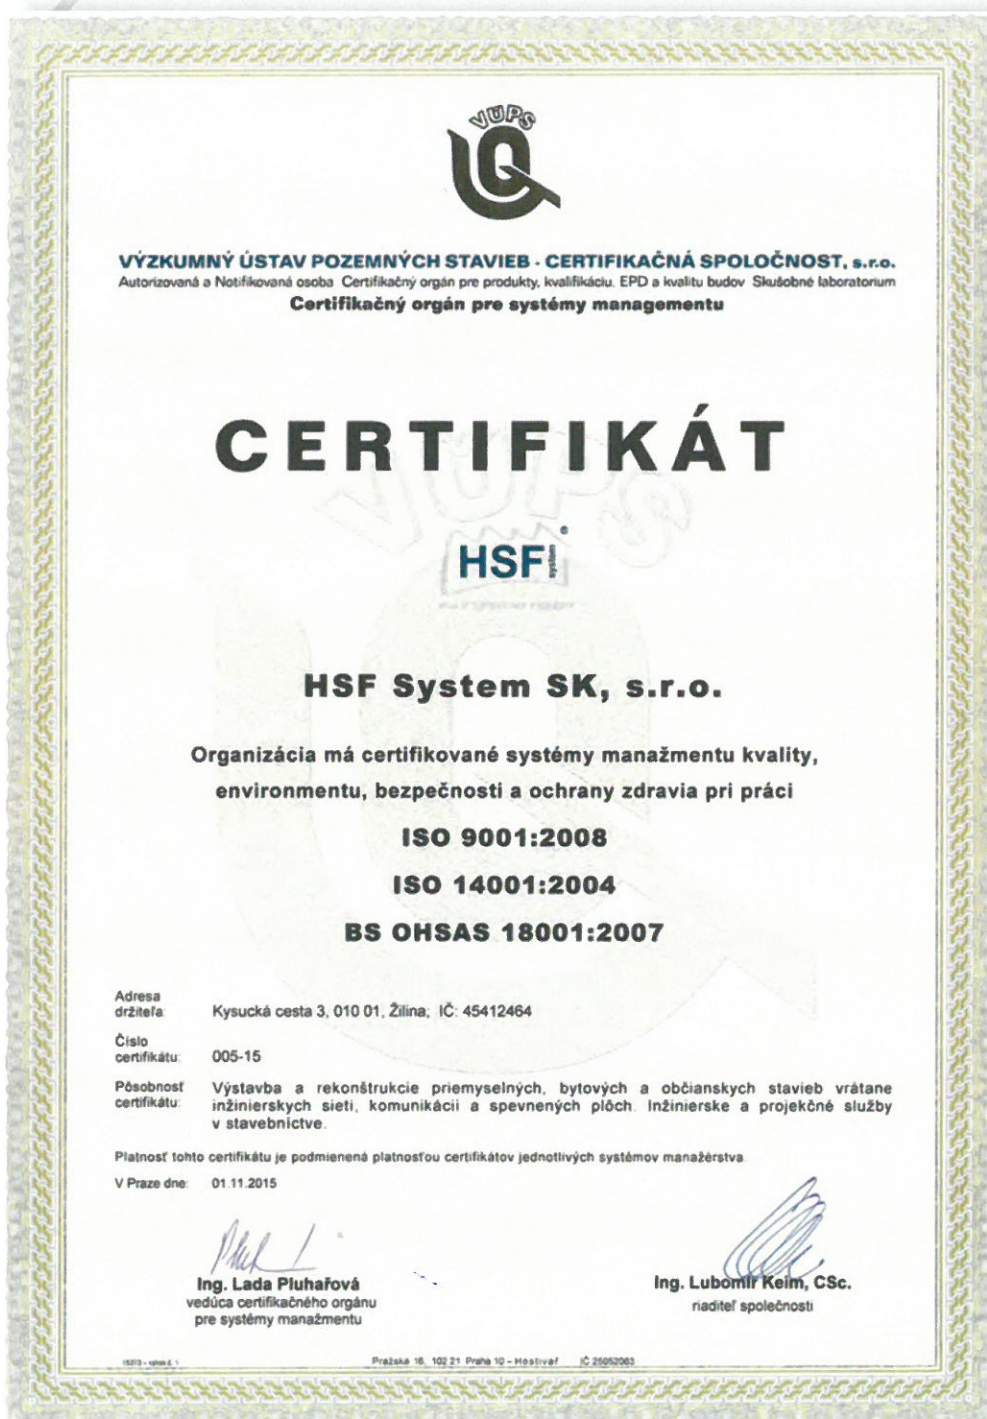 VÚPS
VÝZKUMNÝ ÚSTAV POZEMNÝCH STAVIEB - CERTIFIKAČNÁ SPOLOČNOST, s.r.o.
Autorizovaná a Notifikovaná osoba Certifikačný orgán pre produkty, kvalifikáciu, EPD a kvalitu budov Skušobné laboratorium
Certifikačný orgán pre systémy managementu
CERTIFIKÁT
HSF system ®
HSF System SK, s.r.o.
Organizácia má certifikované systémy manažmentu kvality,
environmentu, bezpečnosti a ochrany zdravia pri práci
ISO 9001:2008
ISO 14001:2004
BS OHSAS 18001:2007
Adresa
držiteľa: Kysucká cesta 3, 010 01, Žilina; IČ: 45412464
Číslo
certifikátu: 005-15
Pôsobnosť certifikátu: Výstavba a rekonštrukcie priemyselných, bytových a občianskych stavieb vrátane
inžinierskych sieti, komunikácii a spevnených plôch. Inžinierske a projekčné služby
v stavebníctve.
Platnosť tohto certifikátu je podmienená platnosťou certifikátov jednotlivých systémov manažérstva.
V Praze dne: 01.11.2015
Ing. Lada Pluhařová
vedúca certifikačného orgánu
pre systémy manažmentu
Ing. Lubomír Keim, CSc.
riaditeľ společnosti
Pražská 16, 102 21 Praha 10 – Hostivař IČ 25052063